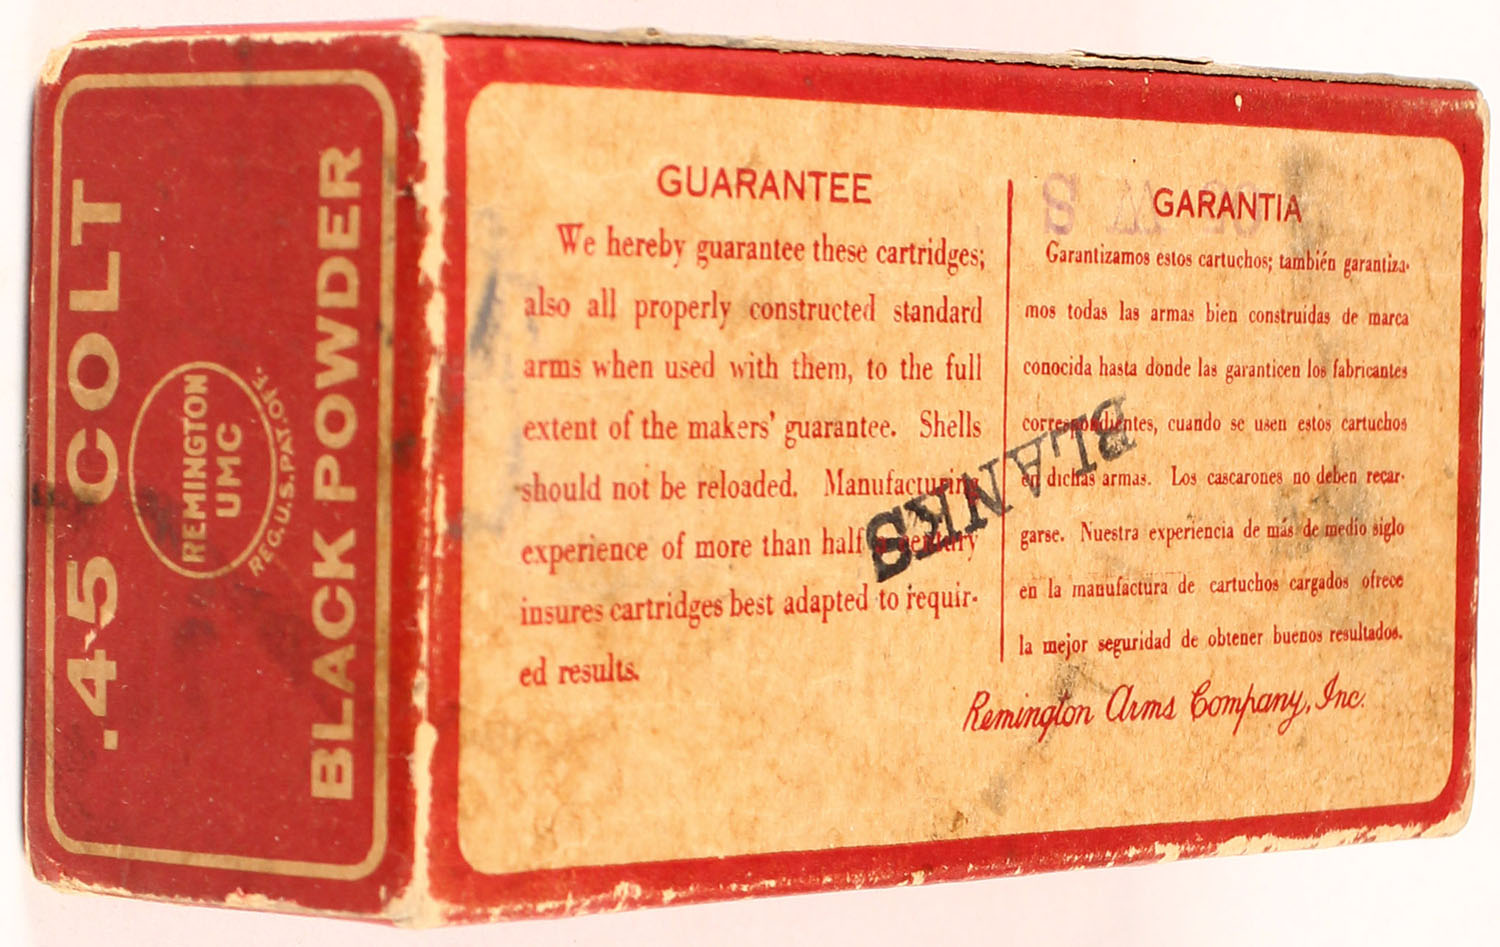 .45 COLT
REMINGTON
UMC
REG.U.S.PAT.OFF.
BLACK POWDER
GUARANTEE
We hereby guarantee these cartridges;
also all properly constructed standard
arms when used with them, to the full
extent of the makers' guarantee. Shells
should not be reloaded. Manufacturing
experience of more than half a century
insures cartridges best adapted to requir-
ed results.
GARANTIA
Garantizamos estos cartuchos; también garantiza-
mos todas las armas bien construidas de marca
conocida hasta donde las garanticen los fabricantes
correspondientes, cuando se usen estos cartuchos
en dichas armas. Los cascarones no deben recar-
garse. Nuestra experiencia de más de medio siglo
en la manufactura de cartuchos cargados ofrece
la mejor seguridad de obtener buenos resultados.
Remington Arms Company, Inc.
BLANKS